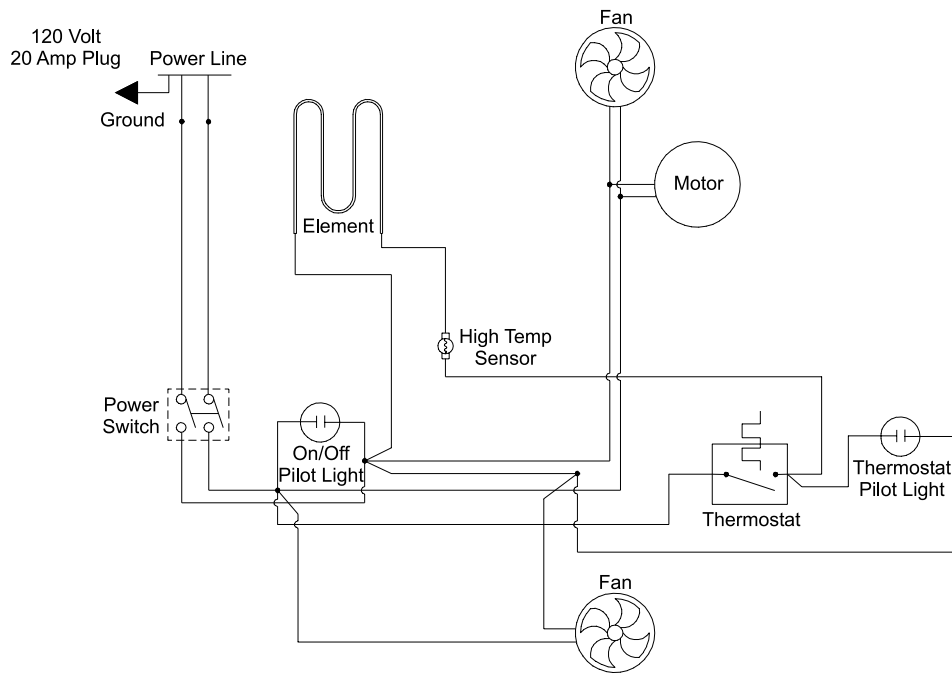 120 Volt
20 Amp Plug
Power Line
Ground
Fan
Motor
Element
High Temp
Sensor
Power
Switch
On/Off
Pilot Light
Thermostat
Pilot Light
Thermostat
Fan